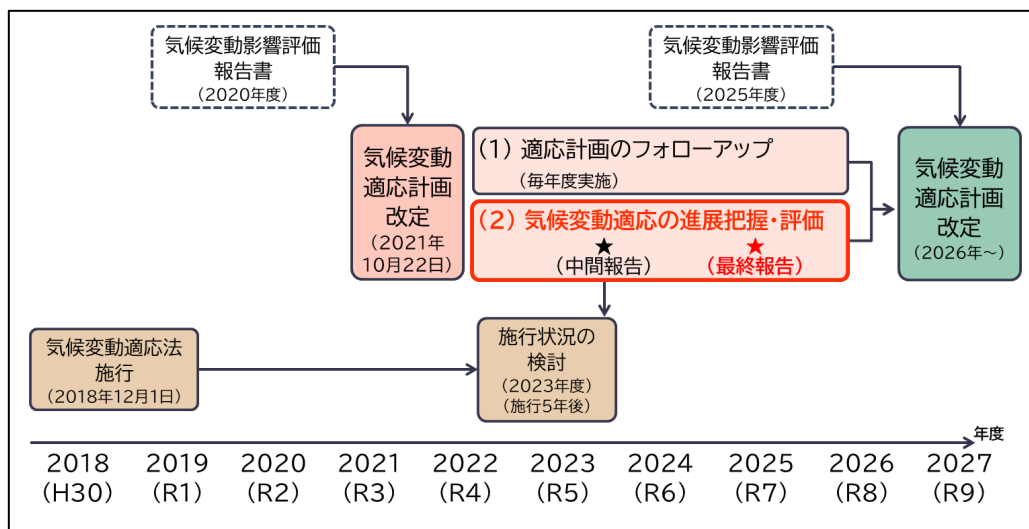 気候変動影響評価
報告書
（2020年度）
気候変動影響評価
報告書
（2025年度）
気候変動
適応計画
改定
（2021年
10月22日）
（1）適応計画のフォローアップ
（毎年度実施）
（2）気候変動適応の進展把握・評価
★
（中間報告）
★
（最終報告）
気候変動
適応計画
改定
（2026年～）
気候変動適応法
施行
（2018年12月1日）
施行状況の
検討
（2023年度）
（施行5年後）
年度
2018 2019 2020 2021 2022 2023 2024 2025 2026 2027
（H30） （R1） （R2） （R3） （R4） （R5） （R6） （R7） （R8） （R9）